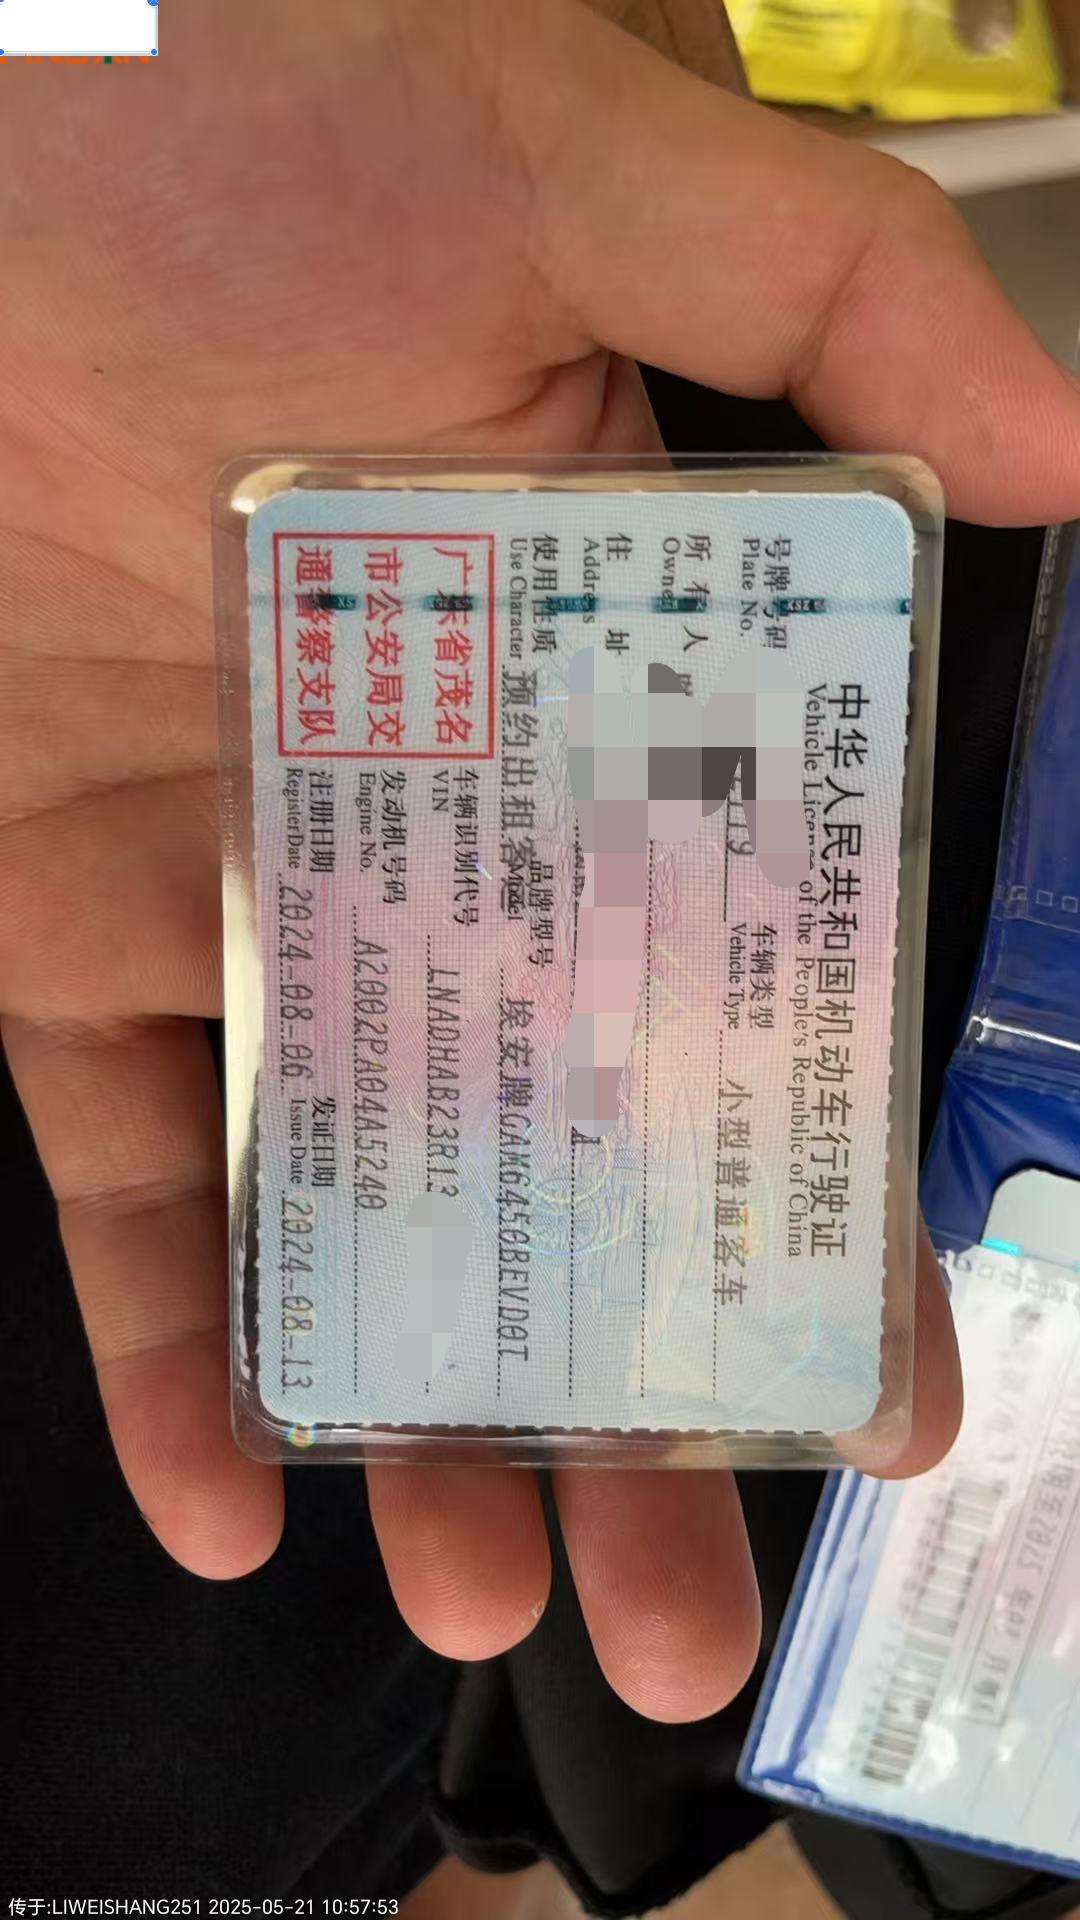 中华人民共和国机动车行驶证
Vehicle License of the People's Republic of China
号牌号码
Plate No.
车辆类型
Vehicle Type
小型普通客车
所有人
Owner
住址
Address
使用性质
Use Character
预约出租客运
品牌型号
Model
埃安牌GAM6450BEVD0T
广东省茂名
市公安局交
通警察支队
车辆识别代号
VIN
LNADHAB23R13
发动机号码
Engine No.
A2002PA04A5240
注册日期
Register Date
2024-08-06
发证日期
Issue Date
2024-08-13
传于:LIWEISHANG251 2025-05-21 10:57:53